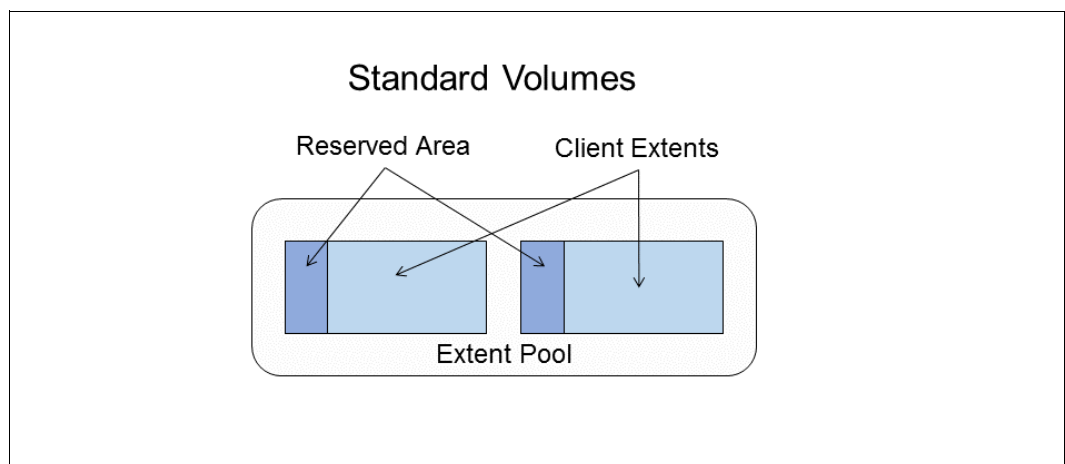 Standard Volumes
Reserved Area
Client Extents
Extent Pool